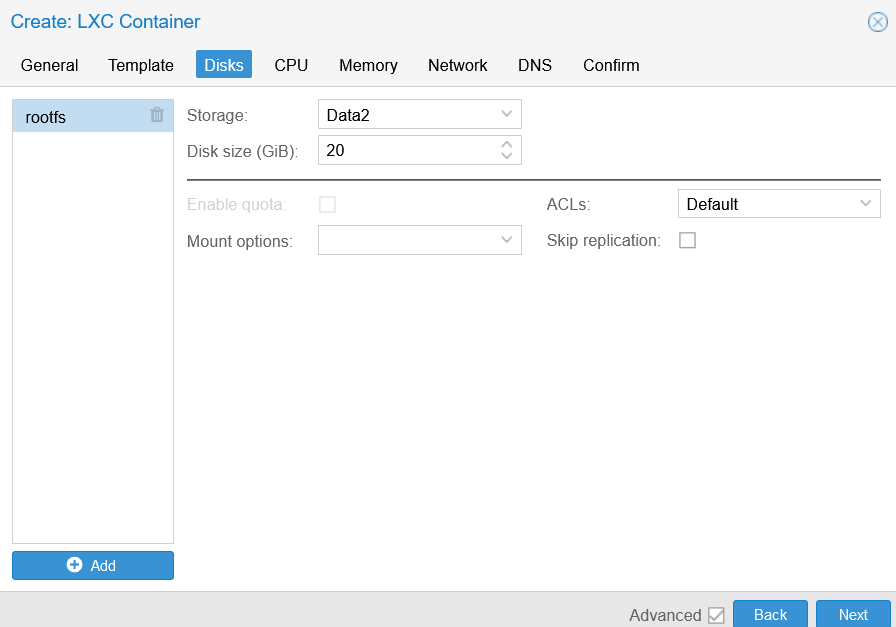 Create: LXC Container
General Template Disks CPU Memory Network DNS Confirm
rootfs
Storage: Data2
Disk size (GiB): 20
Enable quota: ACLs: Default
Mount options: Skip replication:
Add
Advanced Back Next